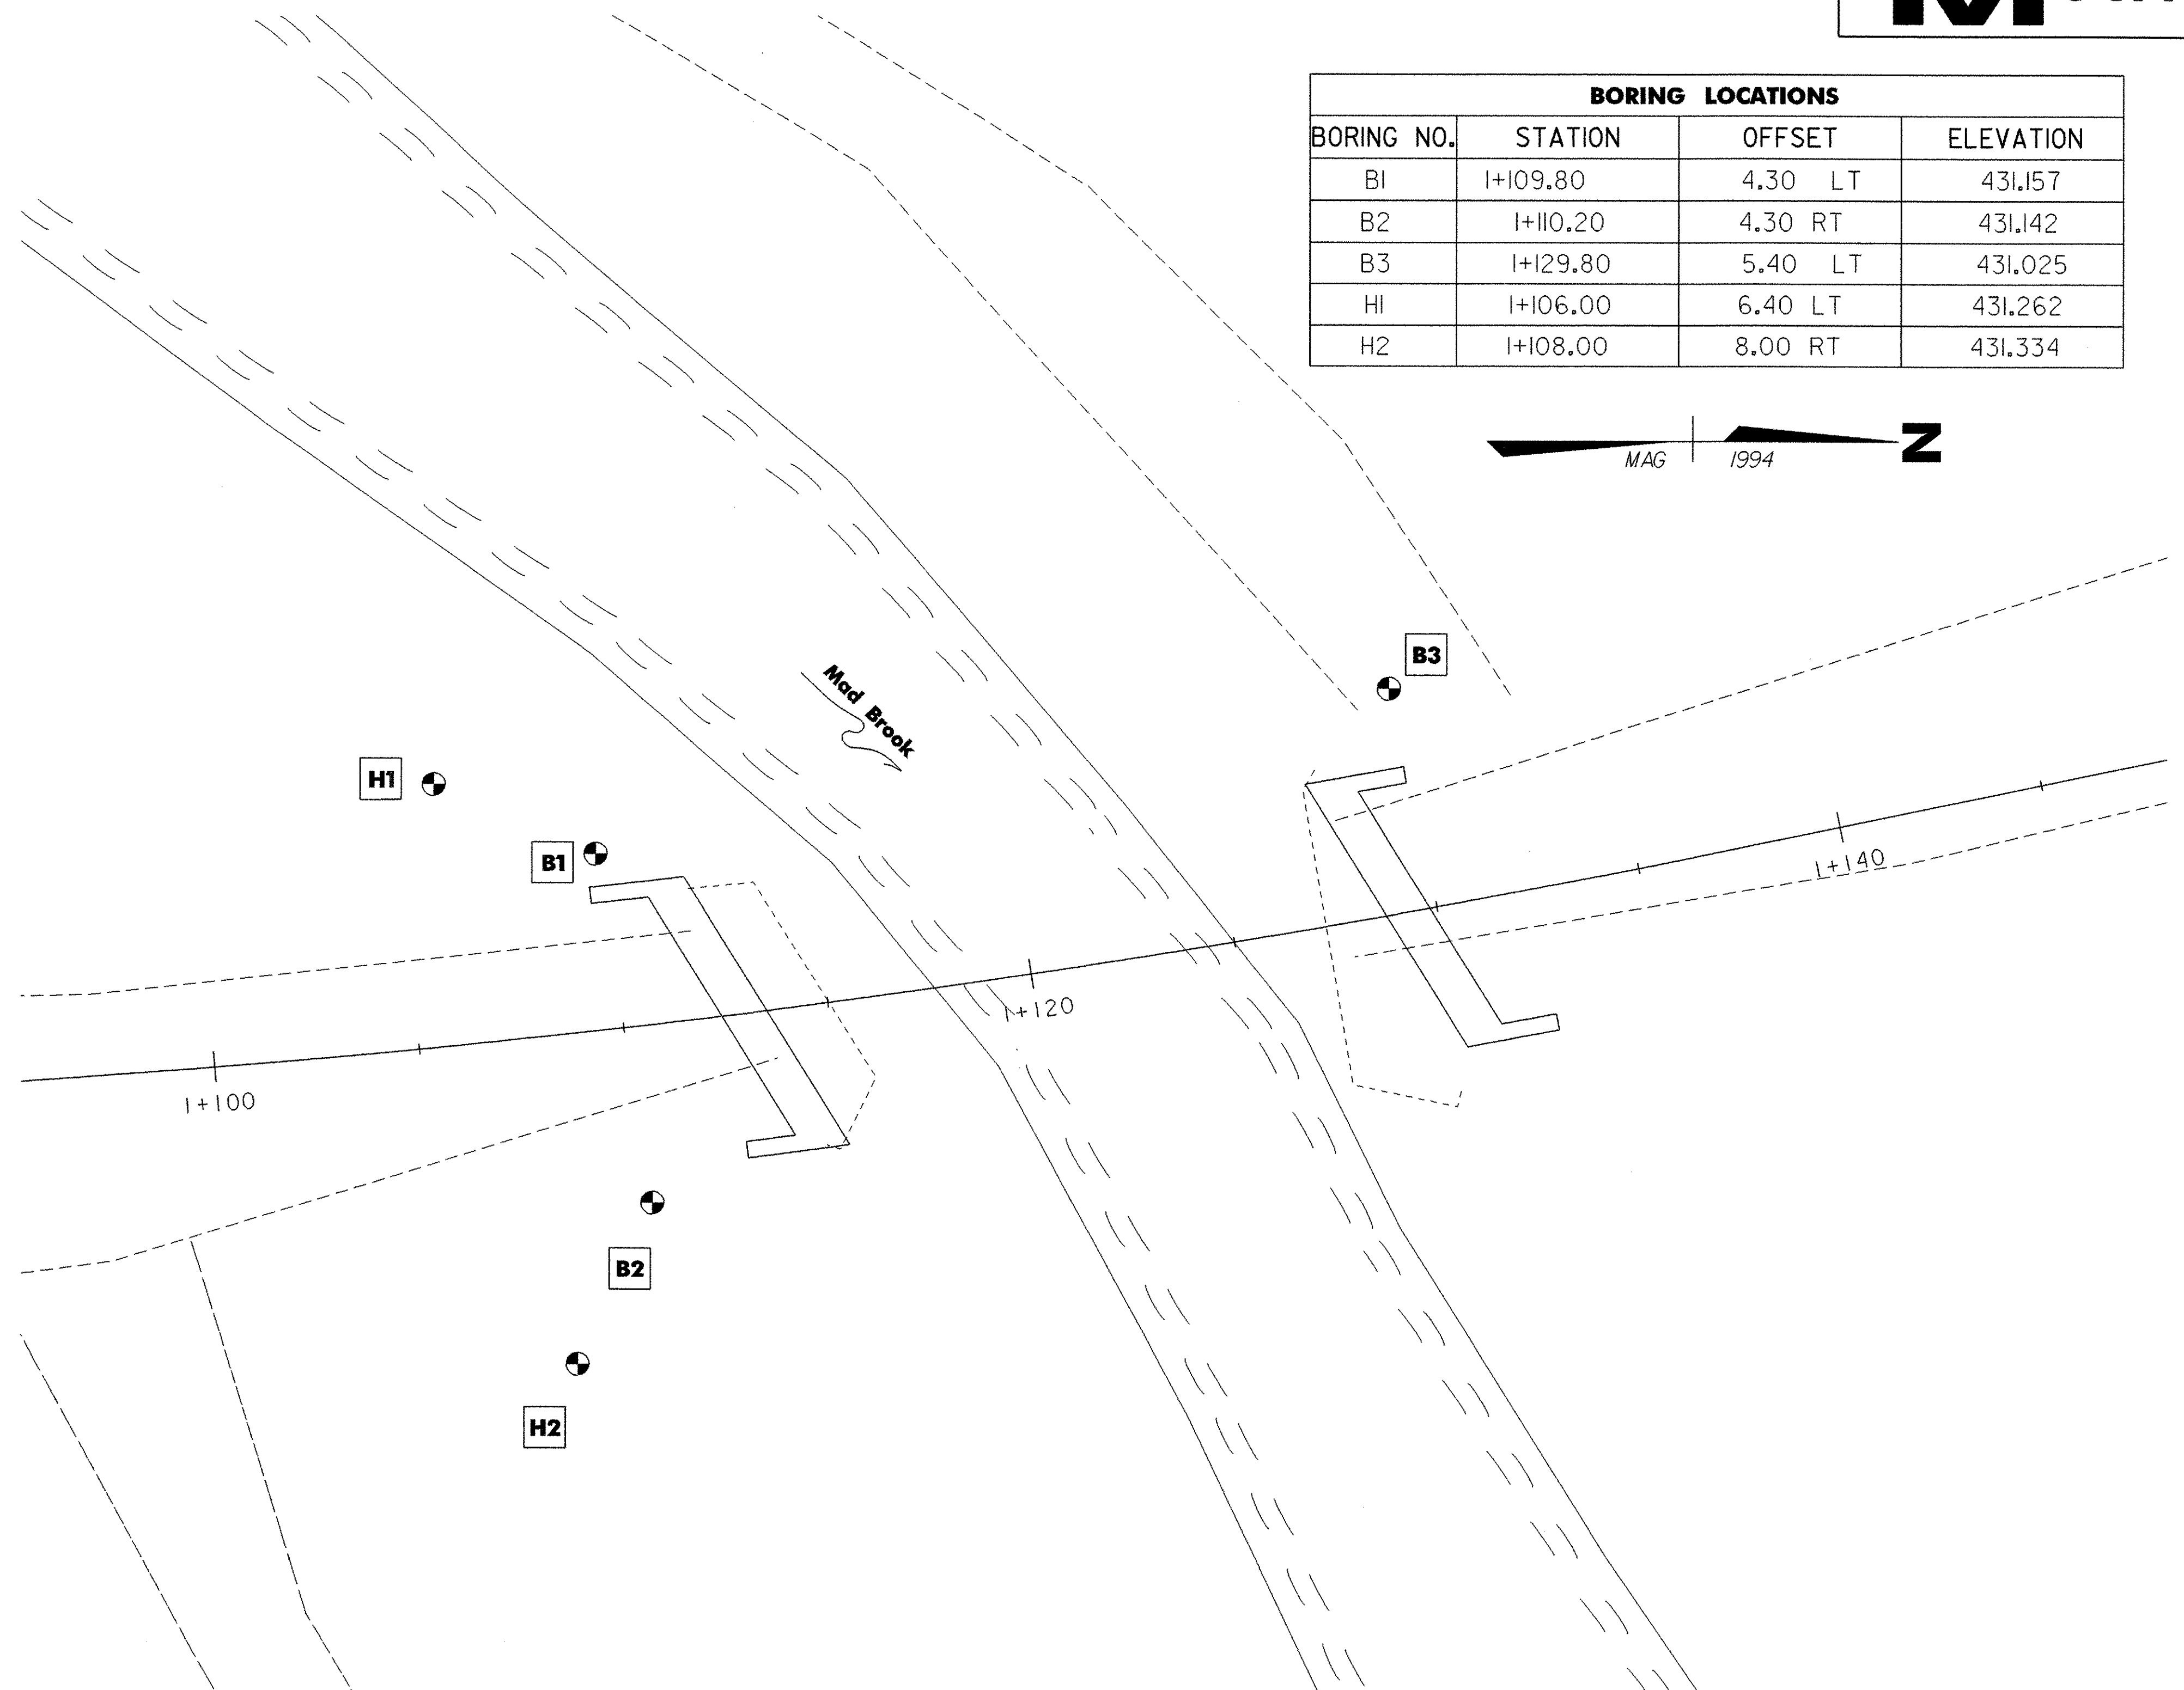 BORING LOCATIONS
BORING NO. STATION OFFSET ELEVATION
B1 1+109.80 4.30 LT 431.157
B2 1+110.20 4.30 RT 431.142
B3 1+129.80 5.40 LT 431.025
H1 1+106.00 6.40 LT 431.262
H2 1+108.00 8.00 RT 431.334
MAG 1994 N
B3
Mad Brook
H1
B1
1+140
1+120
1+100
B2
H2